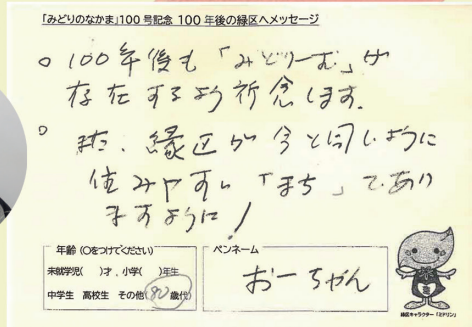 「みどりのなかま」100号記念 100年後の緑区へメッセージ
○ 100年後も「みどりーむ」が
存在するよう祈念します。
○ また、緑区が今と同じように
住みやすい「まち」であり
ますように!
年齢(○をつけてください)
未就学児( )才、小学( )年生
中学生 高校生 その他(80歳代)
ペンネーム
おーちゃん
緑区キャラクター「ミドリン」